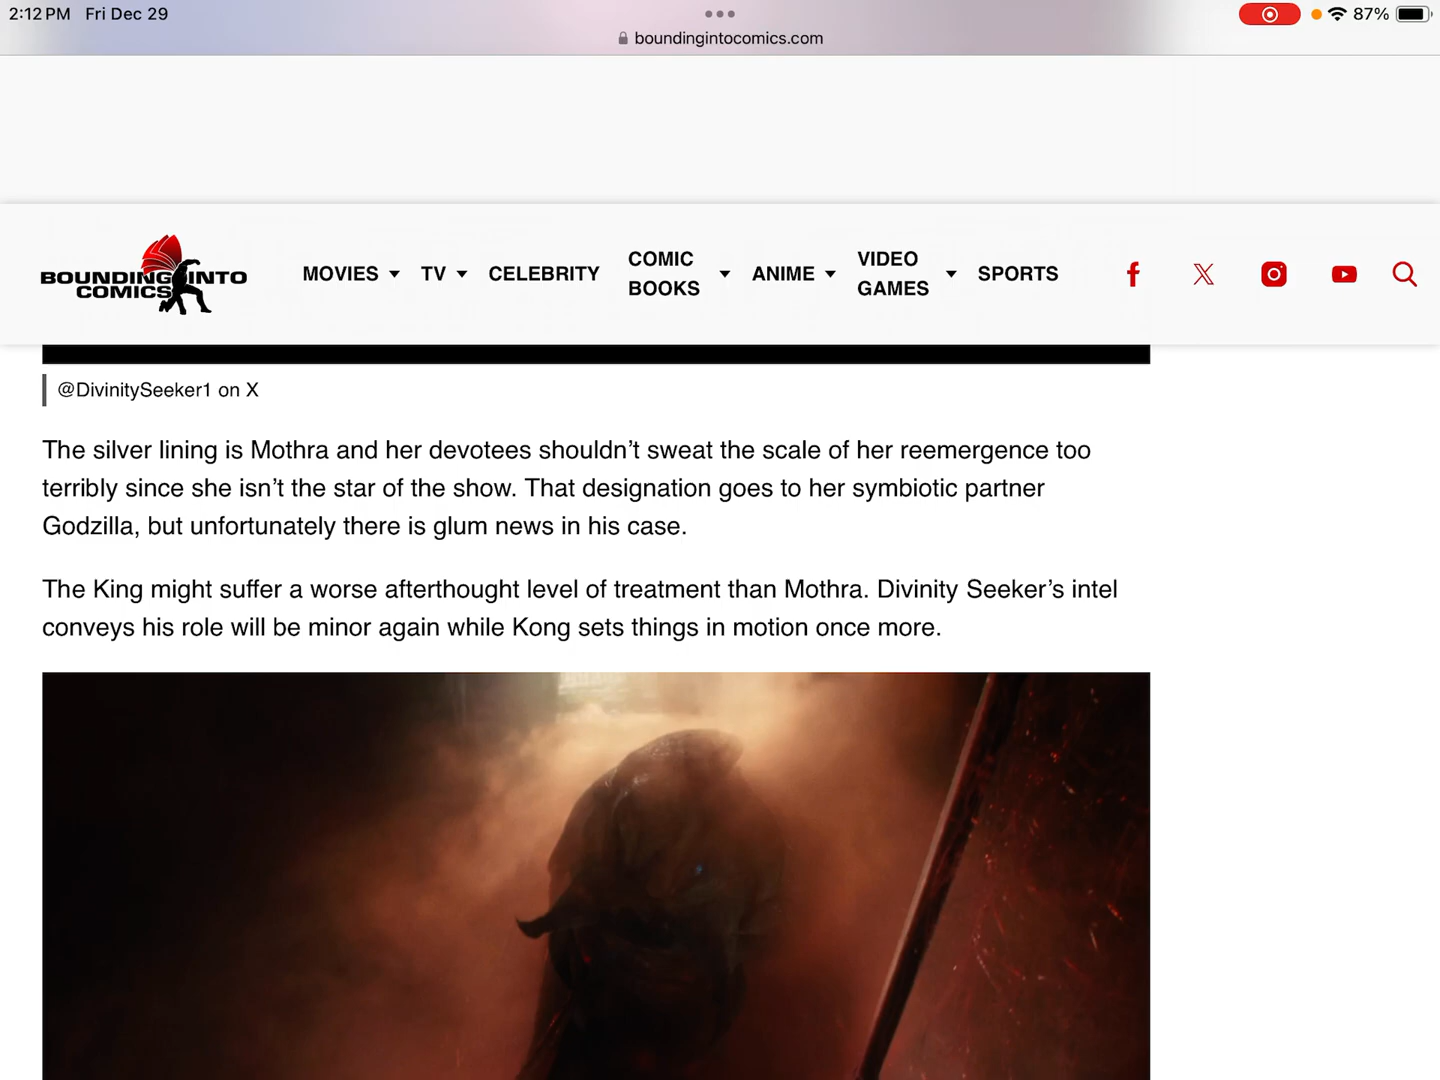 2:12 PM Fri Dec 29
87%
boundingintocomics.com
BOUNDING INTO
COMICS
MOVIES
TV
CELEBRITY
COMIC
BOOKS
ANIME
VIDEO
GAMES
SPORTS
@DivinitySeeker1 on X
The silver lining is Mothra and her devotees shouldn’t sweat the scale of her reemergence too
terribly since she isn’t the star of the show. That designation goes to her symbiotic partner
Godzilla, but unfortunately there is glum news in his case.
The King might suffer a worse afterthought level of treatment than Mothra. Divinity Seeker’s intel
conveys his role will be minor again while Kong sets things in motion once more.